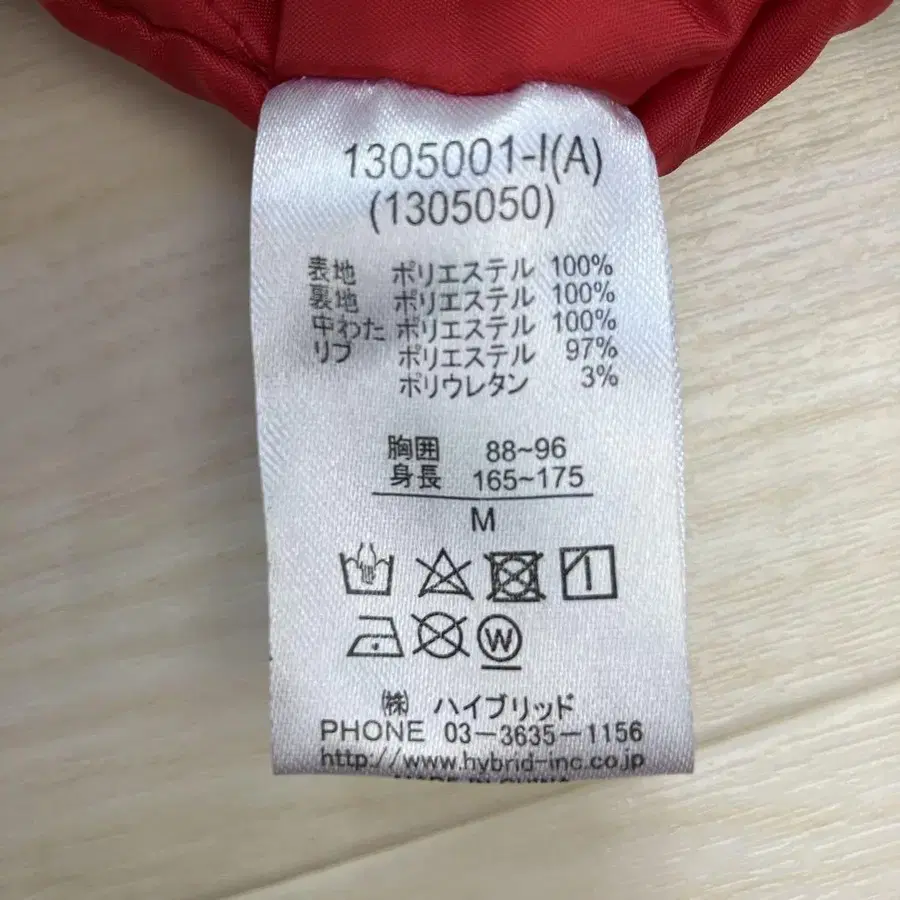 1305001-I(A)
(1305050)
表地 ポリエステル 100%
裏地 ポリエステル 100%
中わた ポリエステル 100%
リブ ポリエステル 97%
ポリウレタン 3%
胸囲 88~96
身長 165~175
M
W
㈱ ハイブリッド
PHONE 03-3635-1156
http://www.hybrid-inc.co.jp
MADE IN CHINA